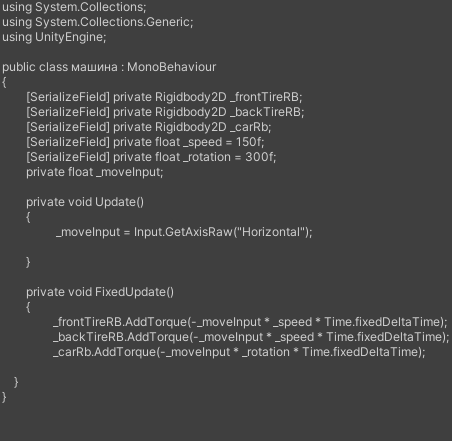 using System.Collections;
using System.Collections.Generic;
using UnityEngine;
public class машина : MonoBehaviour
{
[SerializeField] private Rigidbody2D _frontTireRB;
[SerializeField] private Rigidbody2D _backTireRB;
[SerializeField] private Rigidbody2D _carRb;
[SerializeField] private float _speed = 150f;
[SerializeField] private float _rotation = 300f;
private float _moveInput;
private void Update()
{
_moveInput = Input.GetAxisRaw("Horizontal");
}
private void FixedUpdate()
{
_frontTireRB.AddTorque(-_moveInput * _speed * Time.fixedDeltaTime);
_backTireRB.AddTorque(-_moveInput * _speed * Time.fixedDeltaTime);
_carRb.AddTorque(-_moveInput * _rotation * Time.fixedDeltaTime);
}
}